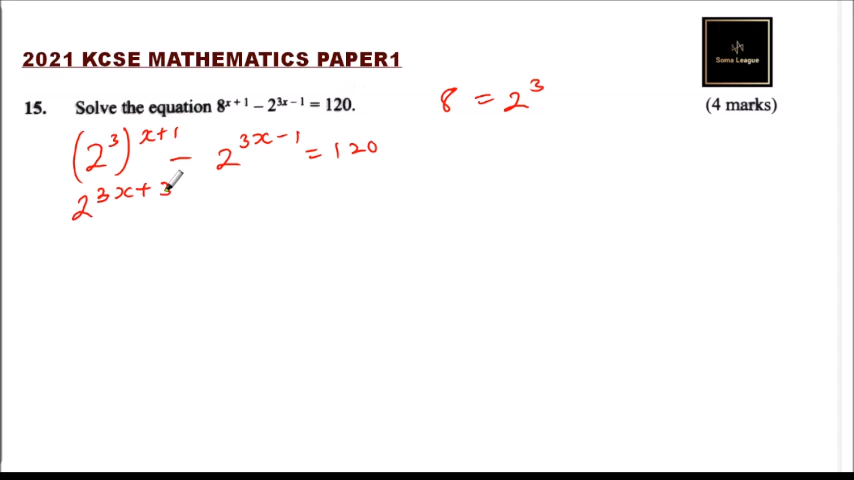 2021 KCSE MATHEMATICS PAPER1
Soma League
15. Solve the equation 8^{x + 1} – 2^{3x – 1} = 120. (4 marks)
8 = 2^3
(2^3)^{x+1} – 2^{3x–1} = 120
2^{3x+3}